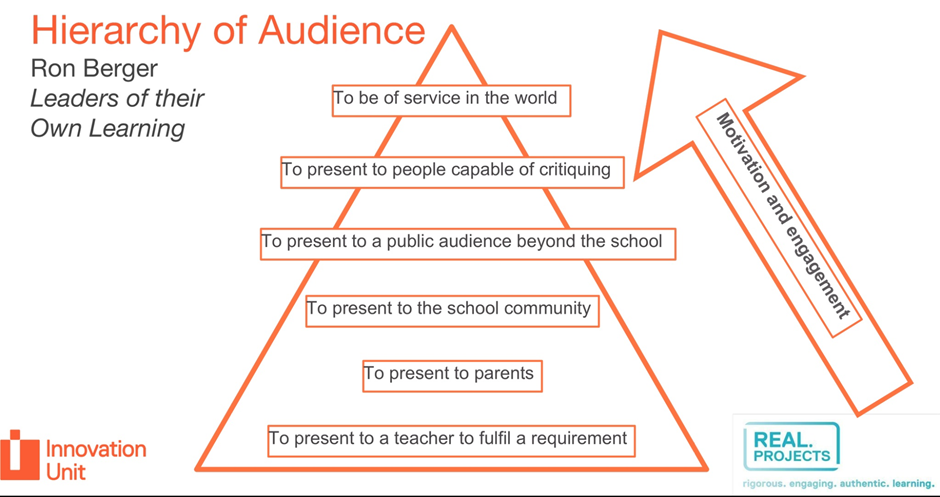 Hierarchy of Audience
Ron Berger
Leaders of their
Own Learning
To be of service in the world
To present to people capable of critiquing
To present to a public audience beyond the school
To present to the school community
To present to parents
To present to a teacher to fulfil a requirement
Motivation and engagement
Innovation
Unit
REAL.
PROJECTS
rigorous. engaging. authentic. learning.